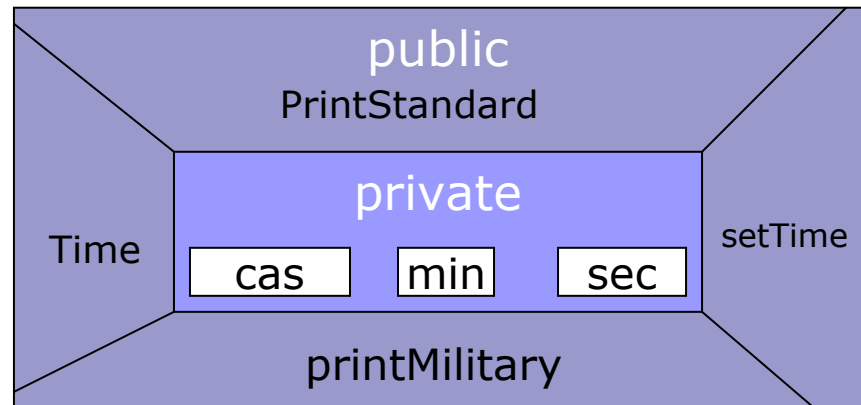 public
PrintStandard
private
Time
setTime
cas min sec
printMilitary